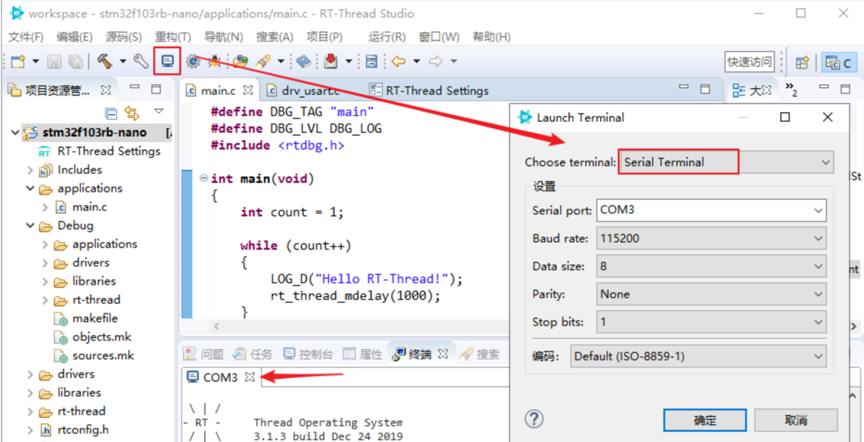 workspace - stm32f103rb-nano/applications/main.c - RT-Thread Studio
文件(F) 编辑(E) 源码(S) 重构(T) 导航(N) 搜索(A) 项目(P) 运行(R) 窗口(W) 帮助(H)
快速访问
C
项目资源管...
main.c
drv_usart.c
RT-Thread Settings
大
»2
stm32f103rb-nano
RT-Thread Settings
Includes
applications
main.c
Debug
applications
drivers
libraries
rt-thread
makefile
objects.mk
sources.mk
drivers
libraries
rt-thread
rtconfig.h
#define DBG_TAG "main"
#define DBG_LVL DBG_LOG
#include <rtdbg.h>
int main(void)
{
int count = 1;
while (count++)
{
LOG_D("Hello RT-Thread!");
rt_thread_mdelay(1000);
}
问题 任务 控制台 属性 终端 搜索
COM3
\ | /
- RT - Thread Operating System
/ | \ 3.1.3 build Dec 24 2019
Launch Terminal
Choose terminal: Serial Terminal
设置
Serial port: COM3
Baud rate: 115200
Data size: 8
Parity: None
Stop bits: 1
编码: Default (ISO-8859-1)
?
确定 取消